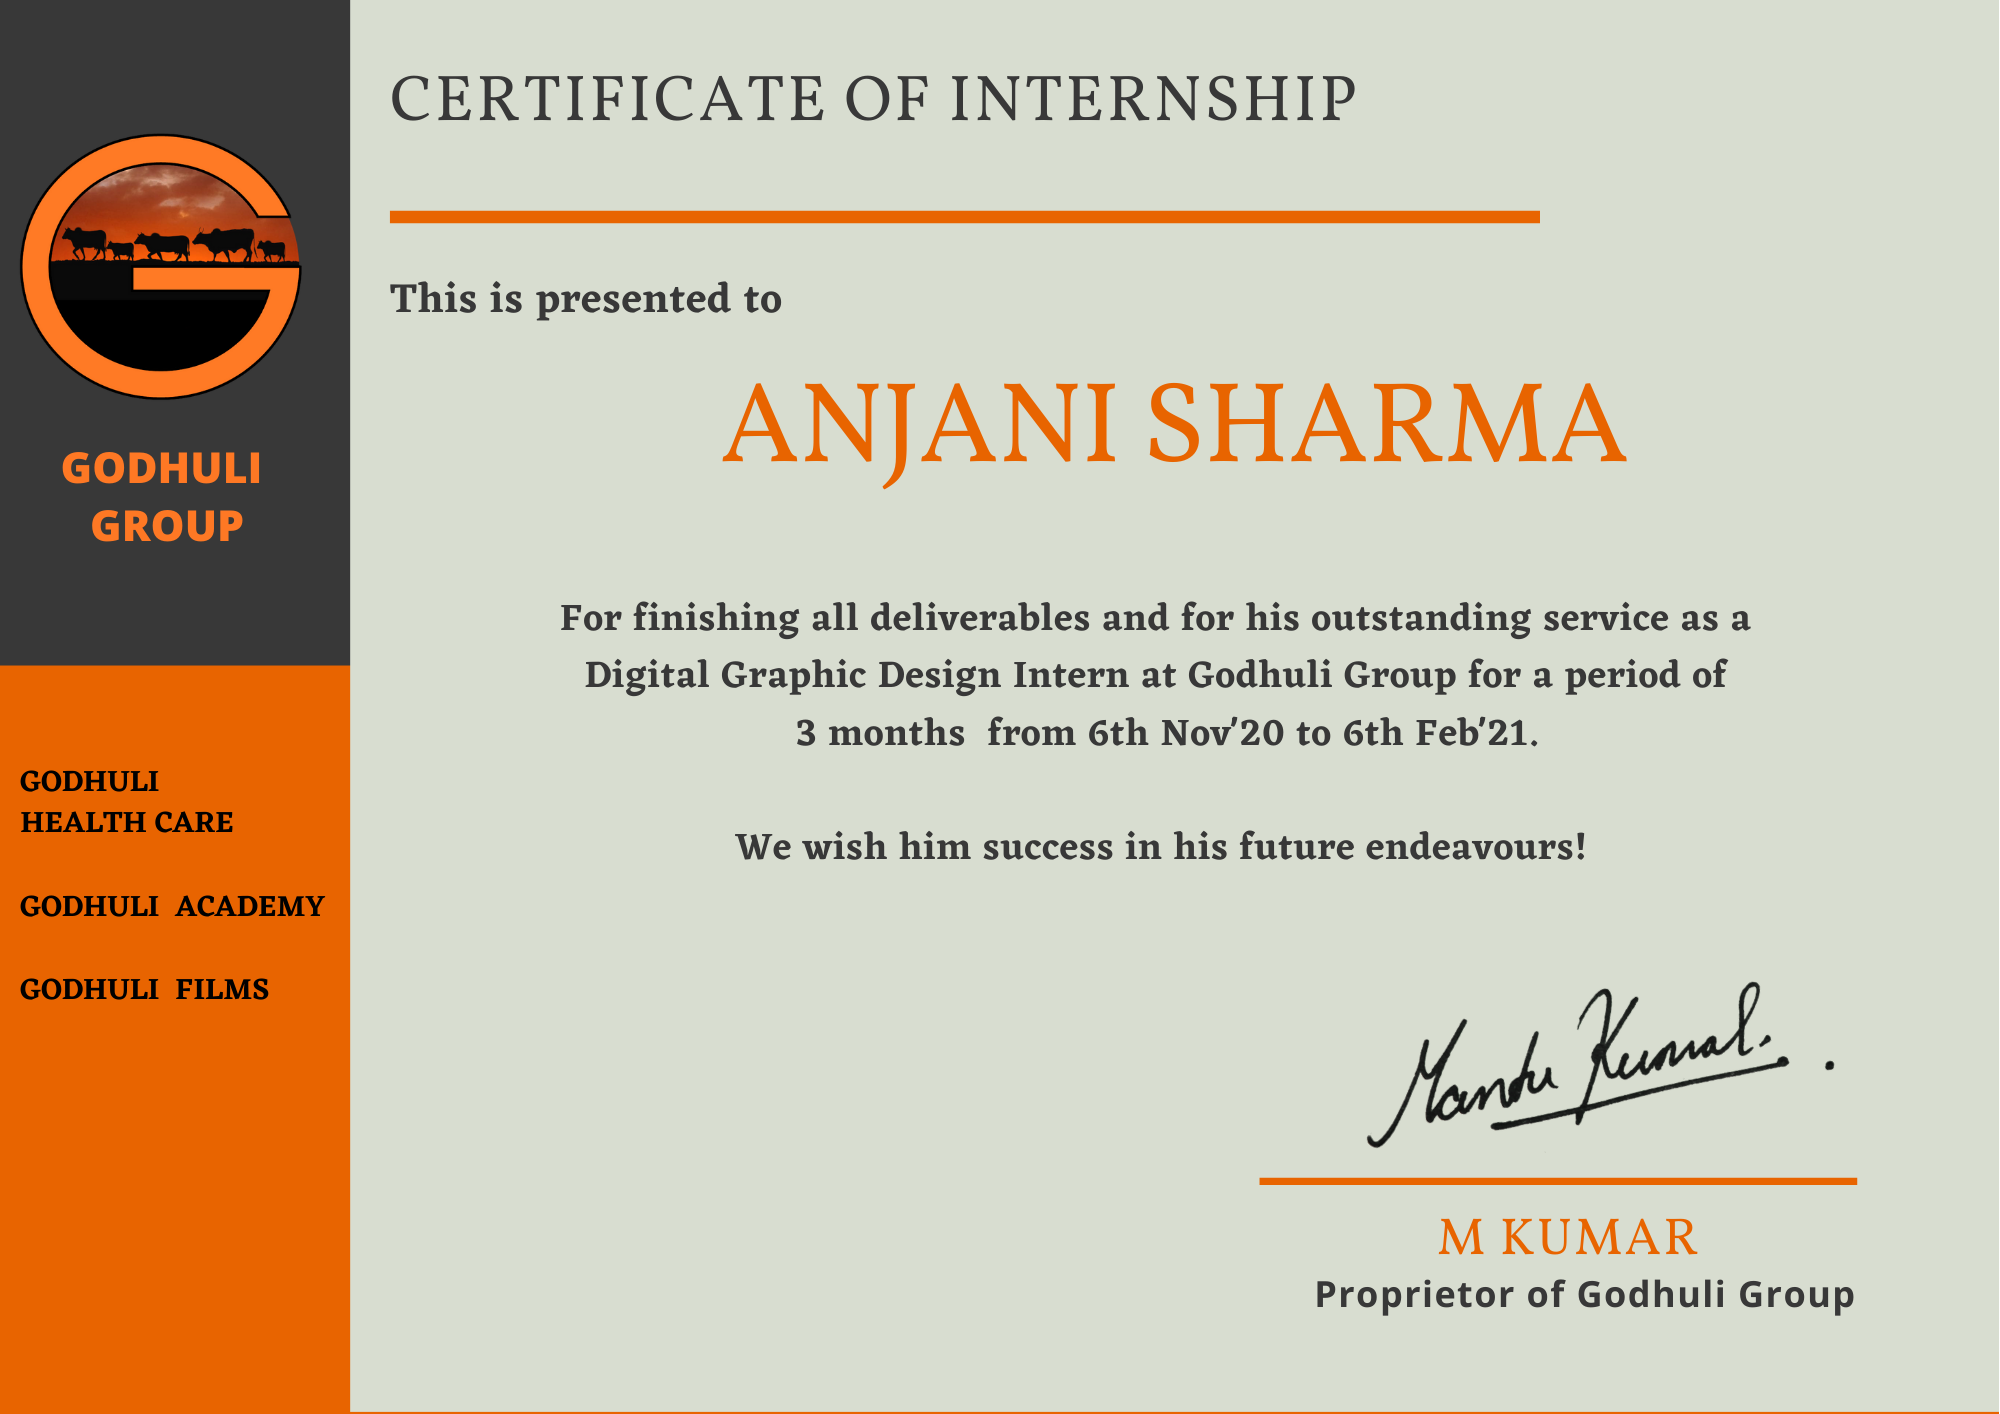 GODHULI
GROUP
GODHULI
HEALTH CARE
GODHULI  ACADEMY
GODHULI  FILMS
CERTIFICATE OF INTERNSHIP
This is presented to
ANJANI SHARMA
For finishing all deliverables and for his outstanding service as a
Digital Graphic Design Intern at Godhuli Group for a period of
3 months  from 6th Nov'20 to 6th Feb'21.
We wish him success in his future endeavours!
Kumar
M KUMAR
Proprietor of Godhuli Group